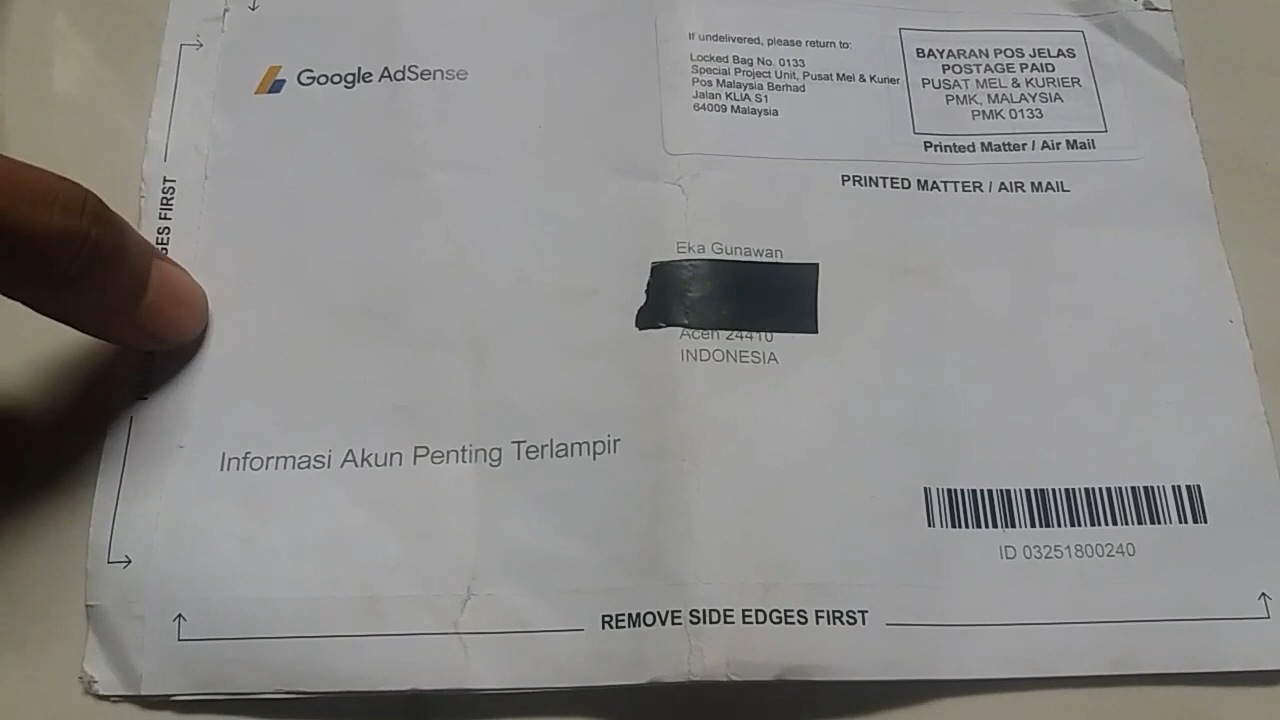 Google AdSense
If undelivered, please return to:
Locked Bag No. 0133
Special Project Unit, Pusat Mel & Kurier
Pos Malaysia Berhad
Jalan KLIA S1
64009 Malaysia
BAYARAN POS JELAS
POSTAGE PAID
PUSAT MEL & KURIER
PMK, MALAYSIA
PMK 0133
Printed Matter / Air Mail
PRINTED MATTER / AIR MAIL
GES FIRST
Eka Gunawan
Aceh 24410
INDONESIA
Informasi Akun Penting Terlampir
ID 03251800240
REMOVE SIDE EDGES FIRST